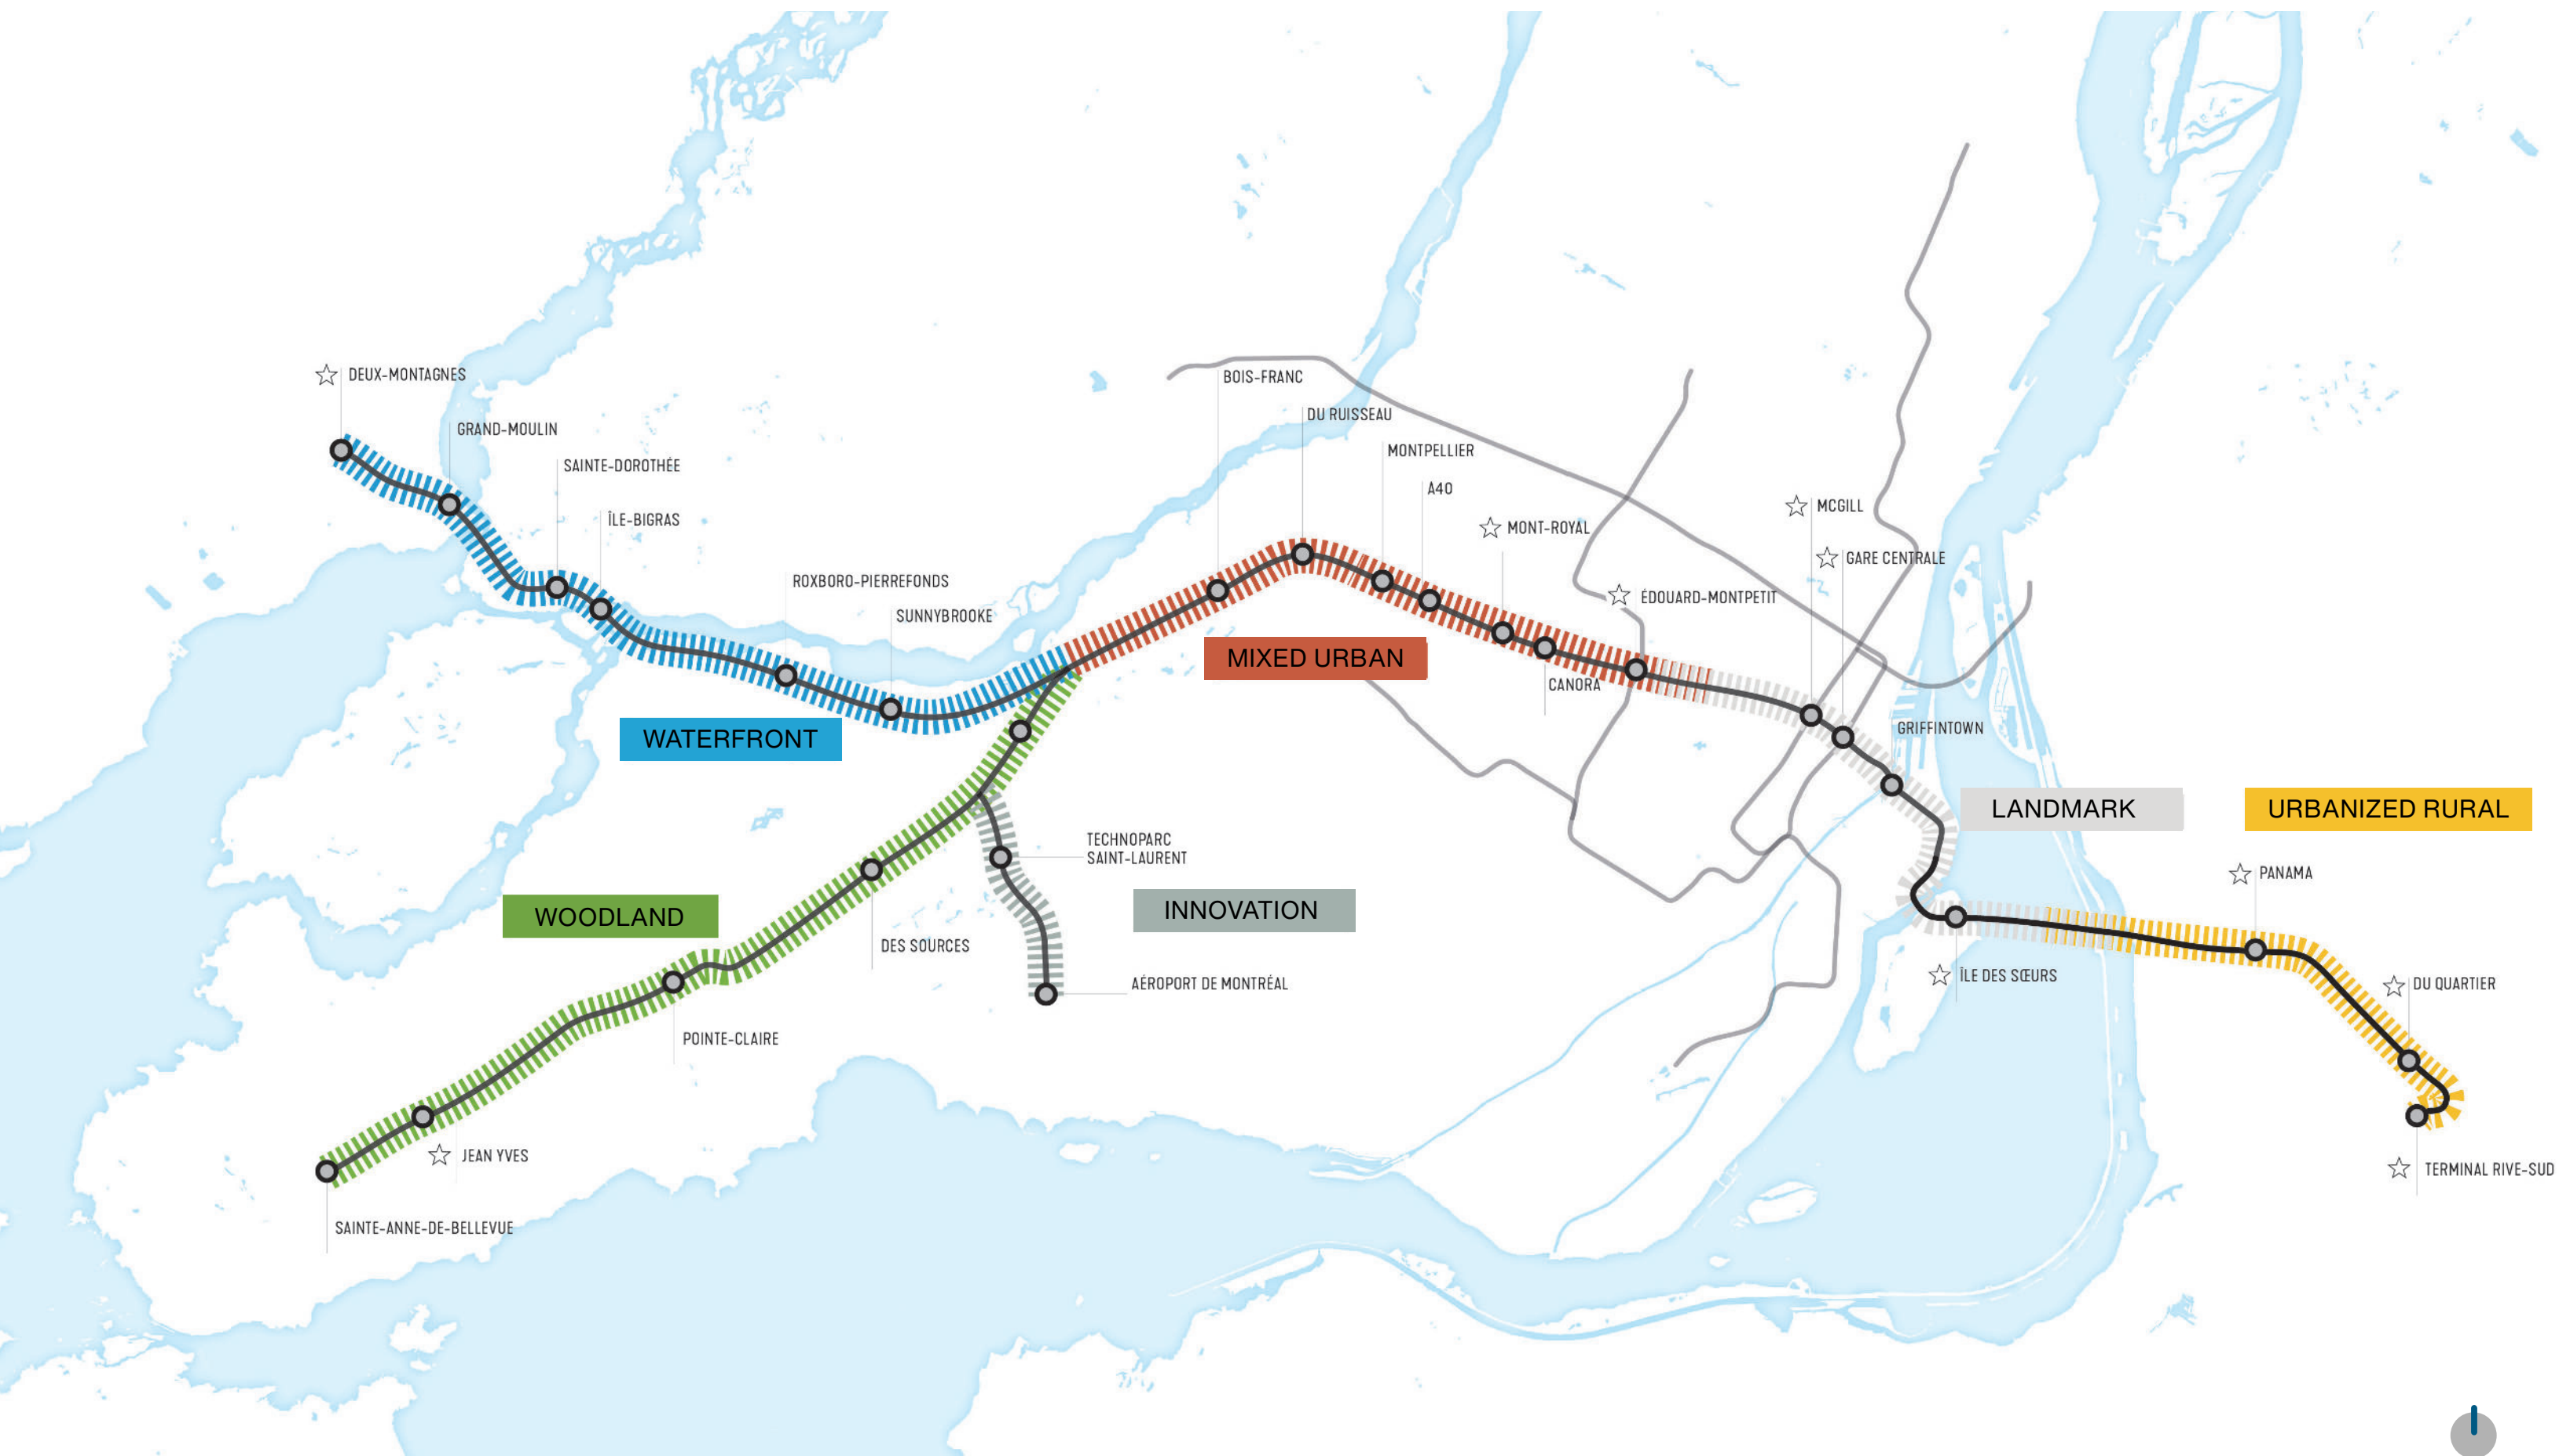 DEUX-MONTAGNES
GRAND-MOULIN
SAINTE-DOROTHÉE
ÎLE-BIGRAS
ROXBORO-PIERREFONDS
SUNNYBROOKE
BOIS-FRANC
DU RUISSEAU
MONTPELLIER
A40
MONT-ROYAL
MCGILL
GARE CENTRALE
ÉDOUARD-MONTPETIT
MIXED URBAN
CANORA
WATERFRONT
GRIFFINTOWN
LANDMARK
URBANIZED RURAL
TECHNOPARC
SAINT-LAURENT
PANAMA
WOODLAND
INNOVATION
DES SOURCES
ÎLE DES SŒURS
AÉROPORT DE MONTRÉAL
DU QUARTIER
POINTE-CLAIRE
JEAN YVES
TERMINAL RIVE-SUD
SAINTE-ANNE-DE-BELLEVUE